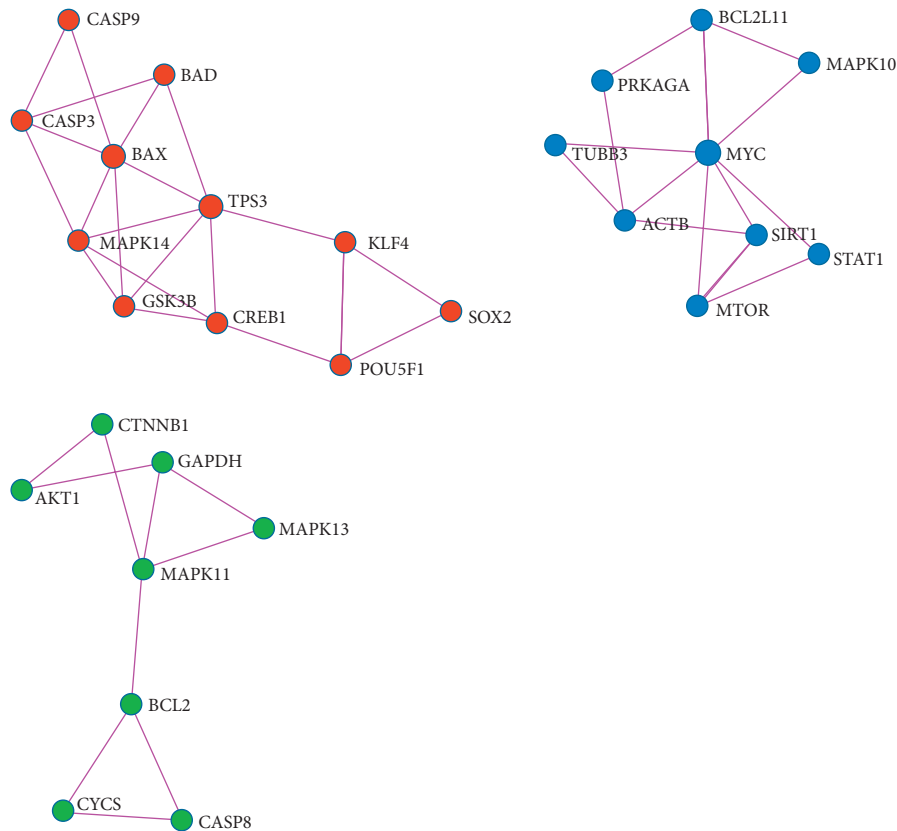 CASP9
BAD
CASP3
BAX
TPS3
MAPK14
KLF4
GSK3B
CREB1
SOX2
POU5F1
BCL2L11
MAPK10
PRKAGA
TUBB3
MYC
ACTB
SIRT1
STAT1
MTOR
CTNNB1
GAPDH
AKT1
MAPK13
MAPK11
BCL2
CYCS
CASP8